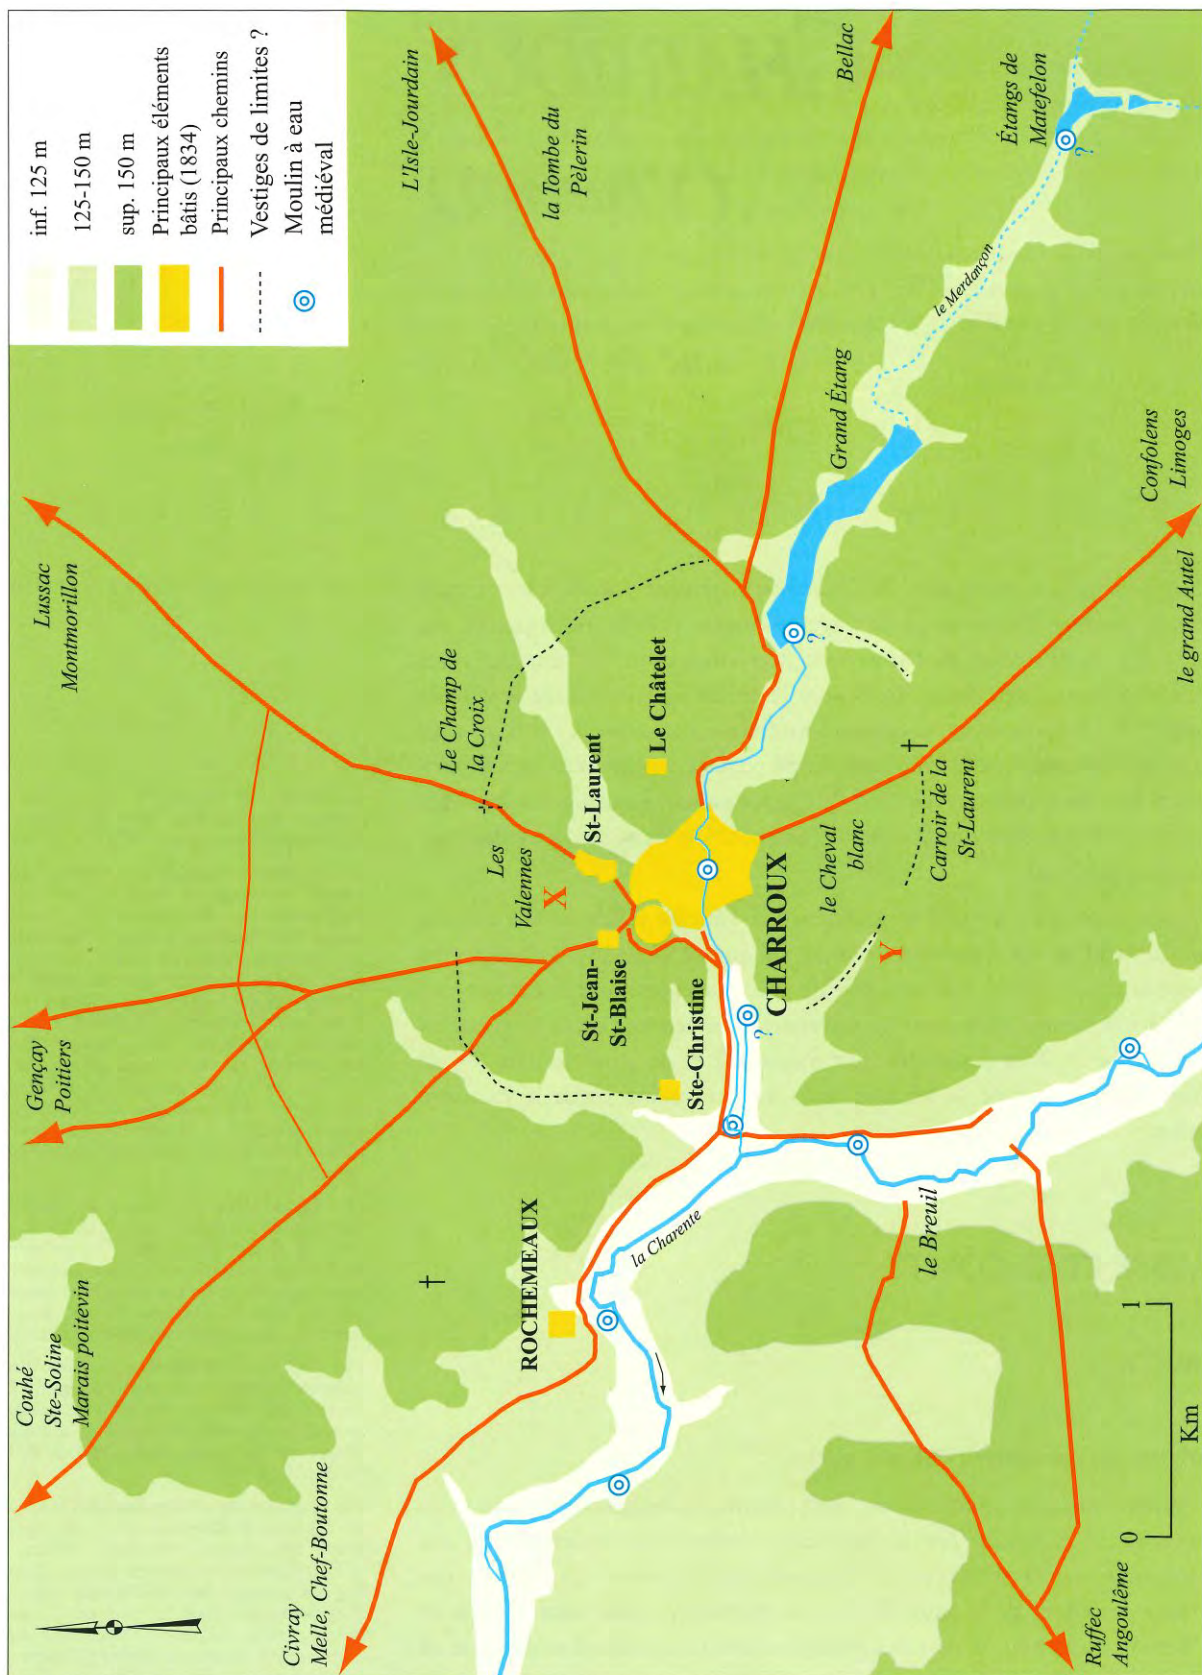 Couhé
Ste-Soline
Marais poitevin
Gençay
Poitiers
Lussac
Montmorillon
inf. 125 m
125-150 m
sup. 150 m
Principaux éléments
bâtis (1834)
Principaux chemins
Vestiges de limites ?
Moulin à eau
médiéval
Civray
Melle, Chef-Boutonne
L'Isle-Jourdain
la Tombe du
Pèlerin
Bellac
Le Champ de
la Croix
Les
Valennes
X
St-Laurent
Le Châtelet
St-Jean-
St-Blaise
Ste-Christine
ROCHEMEAUX
la Charente
CHARROUX
?
?
?
Grand Étang
le Merdançon
Étangs de
Matefelon
le Cheval
blanc
Y
Carroir de la
St-Laurent
le Breuil
Confolens
Limoges
le grand Autel
Ruffec
Angoulême
0
1
Km